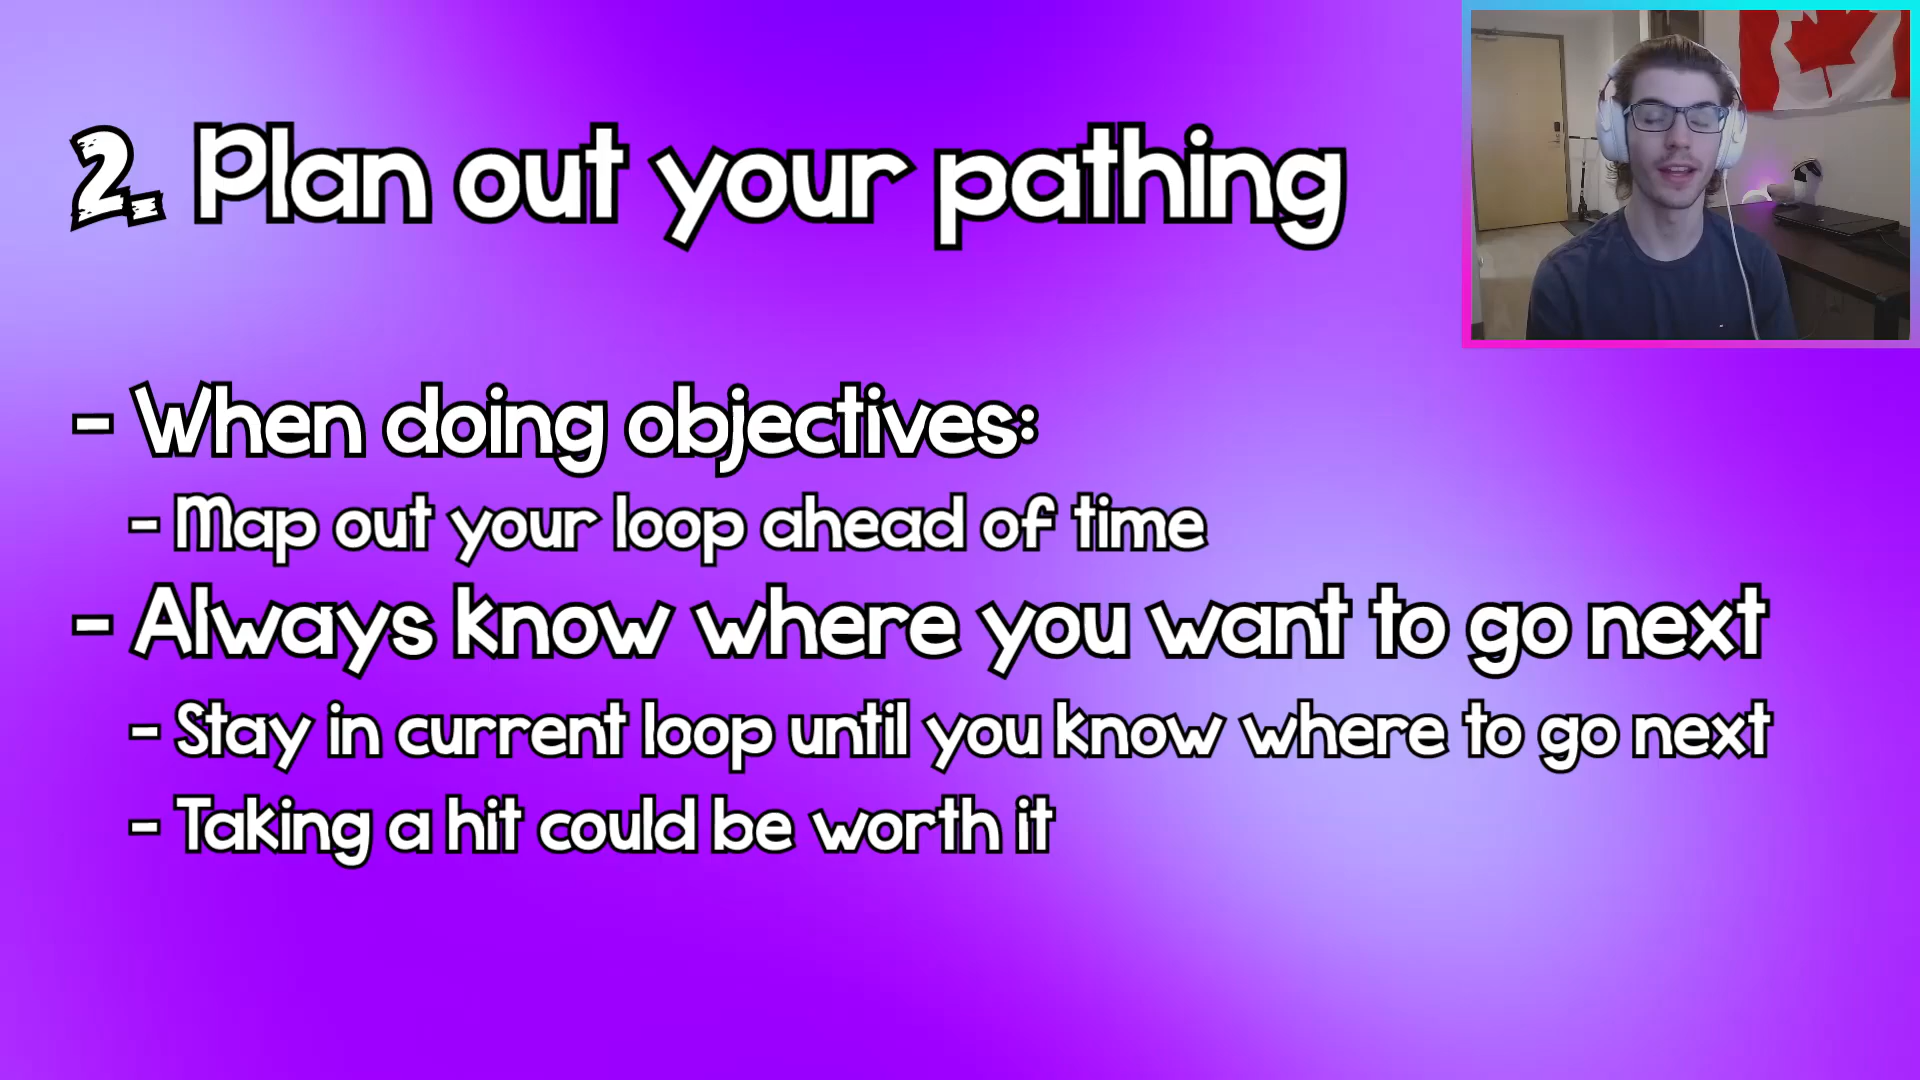 2. Plan out your pathing
- When doing objectives:
- Map out your loop ahead of time
- Always know where you want to go next
- Stay in current loop until you know where to go next
- Taking a hit could be worth it